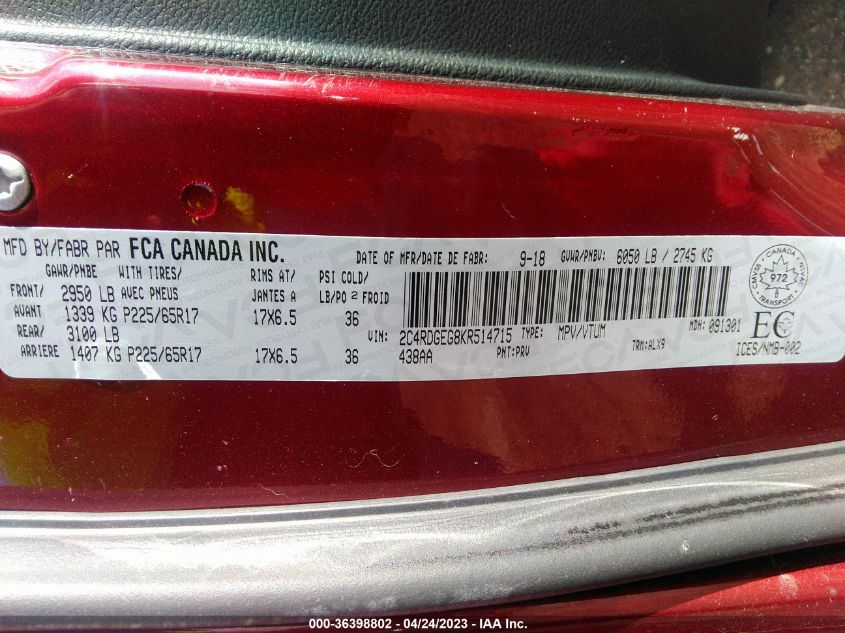 MFD BY/FABR PAR FCA CANADA INC. DATE OF MFR/DATE DE FABR: 9-18 GVWR/PNBV: 6050 LB / 2745 KG
GAWR/PNBE WITH TIRES/ RIMS AT/ PSI COLD/
FRONT/ 2950 LB AVEC PNEUS JANTES A LB/PO 2 FROID
AVANT 1339 KG P225/65R17 17X6.5 36
REAR/ 3100 LB
ARRIERE 1407 KG P225/65R17 17X6.5 36
VIN: 2C4RDGEG8KR514715 TYPE: MPV/VTUM MDH: 091301
438AA PNT:PRV TRM:ALX9 ICES/NMB-002
CANADA
972
TRANSPORT
EC
000-36398802 - 04/24/2023 - IAA Inc.